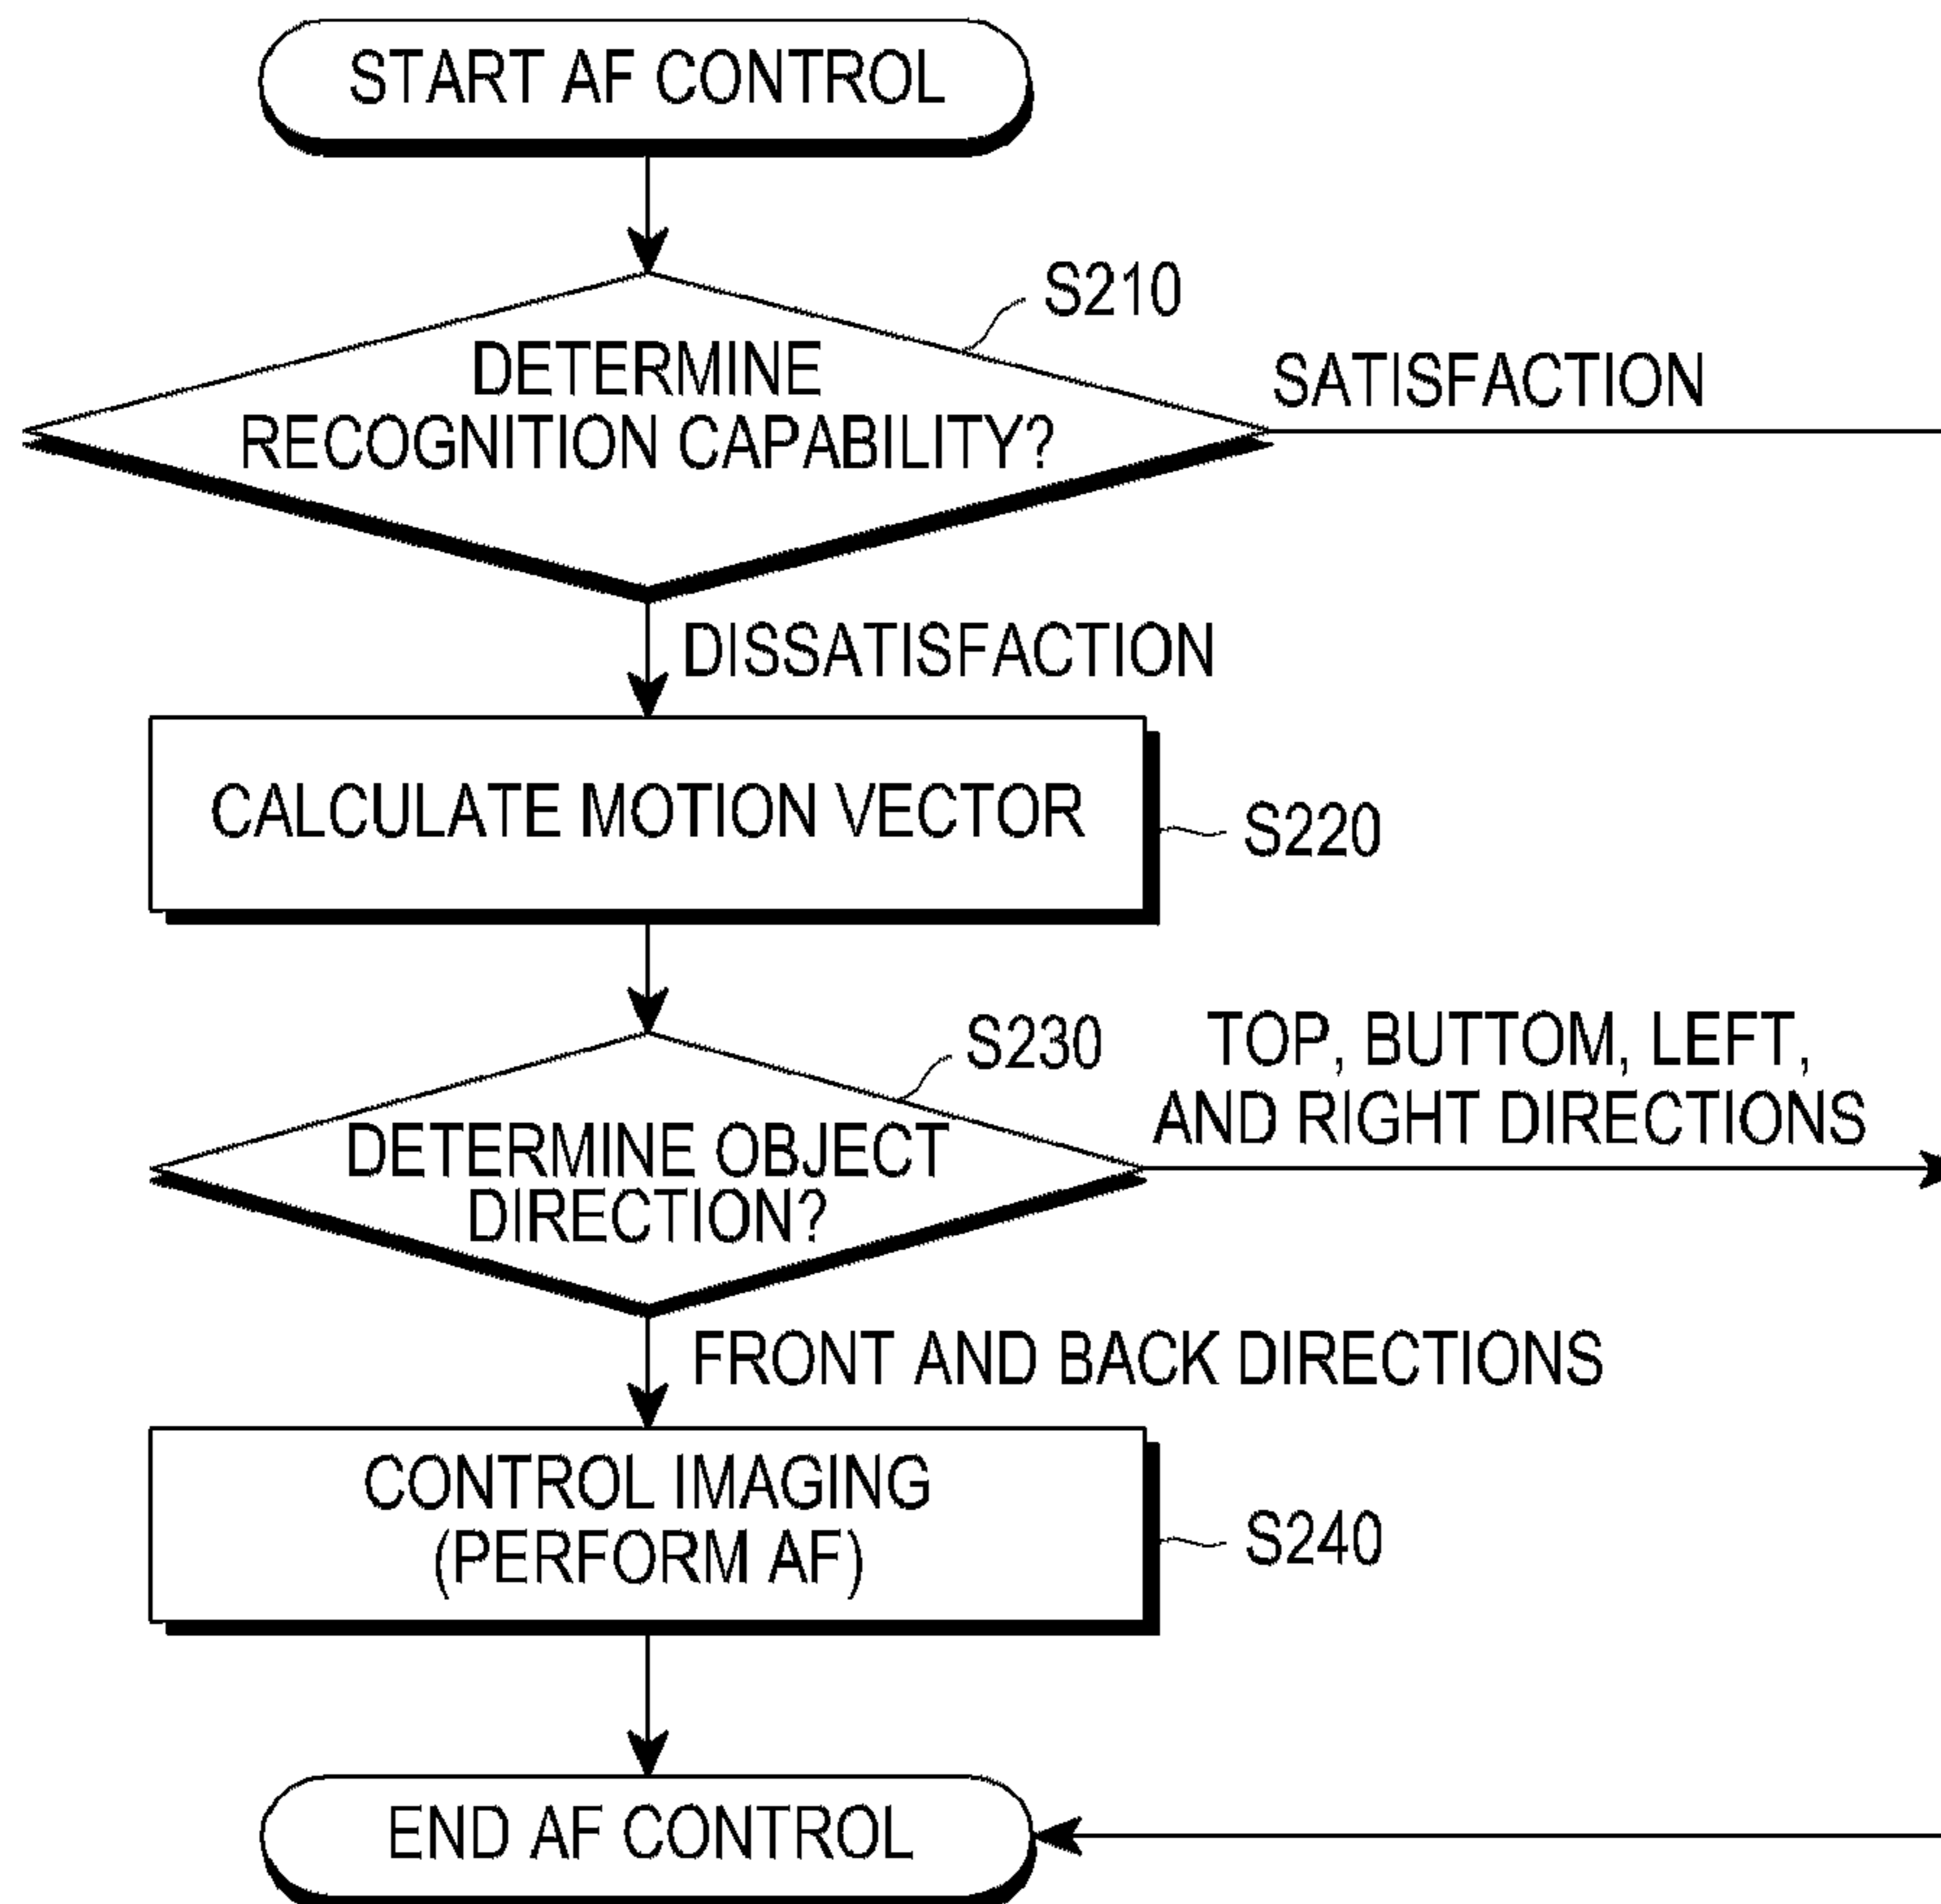 START AF CONTROL
S210
DETERMINE
RECOGNITION CAPABILITY?
SATISFACTION
DISSATISFACTION
CALCULATE MOTION VECTOR
S220
S230
TOP, BUTTOM, LEFT,
AND RIGHT DIRECTIONS
DETERMINE OBJECT
DIRECTION?
FRONT AND BACK DIRECTIONS
CONTROL IMAGING
(PERFORM AF)
S240
END AF CONTROL